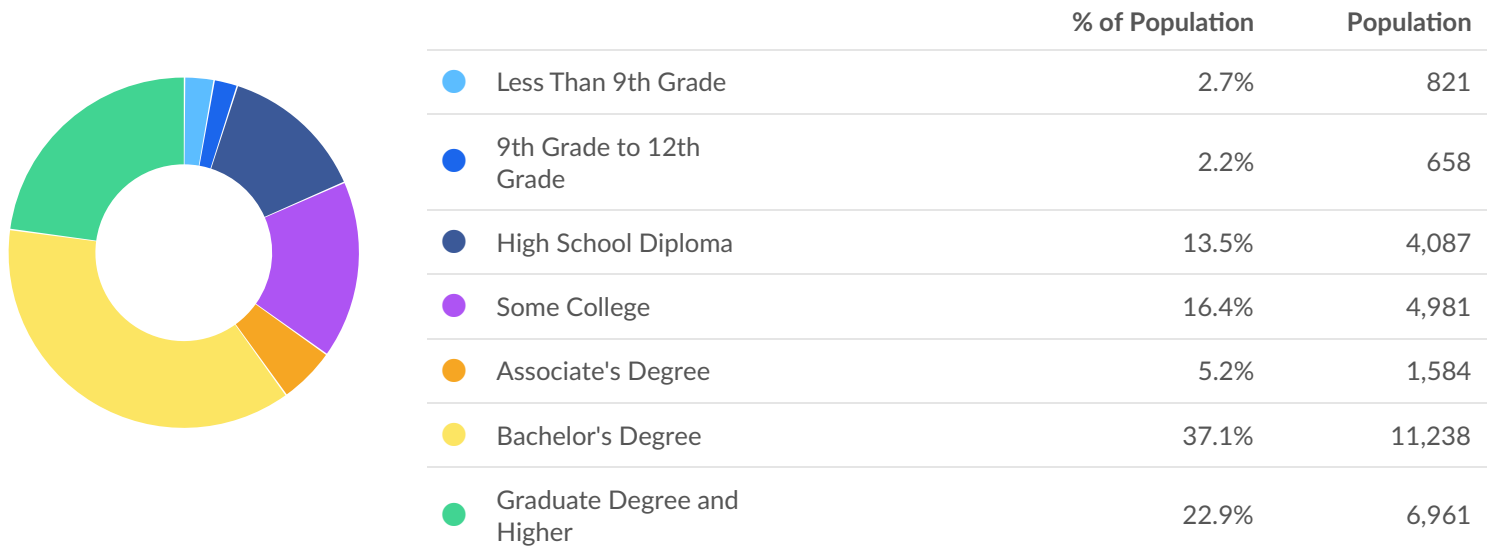 % of Population Population
Less Than 9th Grade 2.7% 821
9th Grade to 12th
Grade 2.2% 658
High School Diploma 13.5% 4,087
Some College 16.4% 4,981
Associate's Degree 5.2% 1,584
Bachelor's Degree 37.1% 11,238
Graduate Degree and
Higher 22.9% 6,961